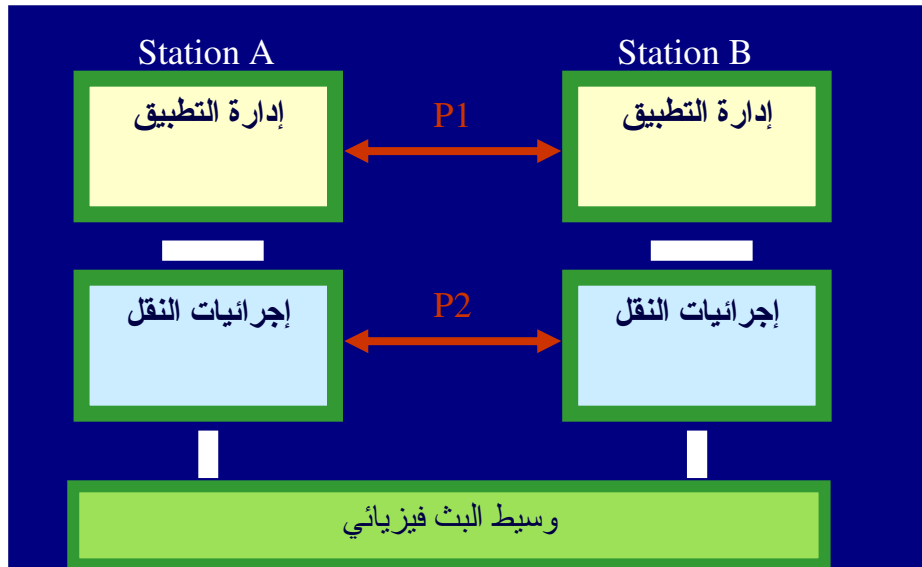 Station A Station B
إدارة التطبيق P1 إدارة التطبيق
إجرائيات النقل P2 إجرائيات النقل
وسيط البث فيزيائي